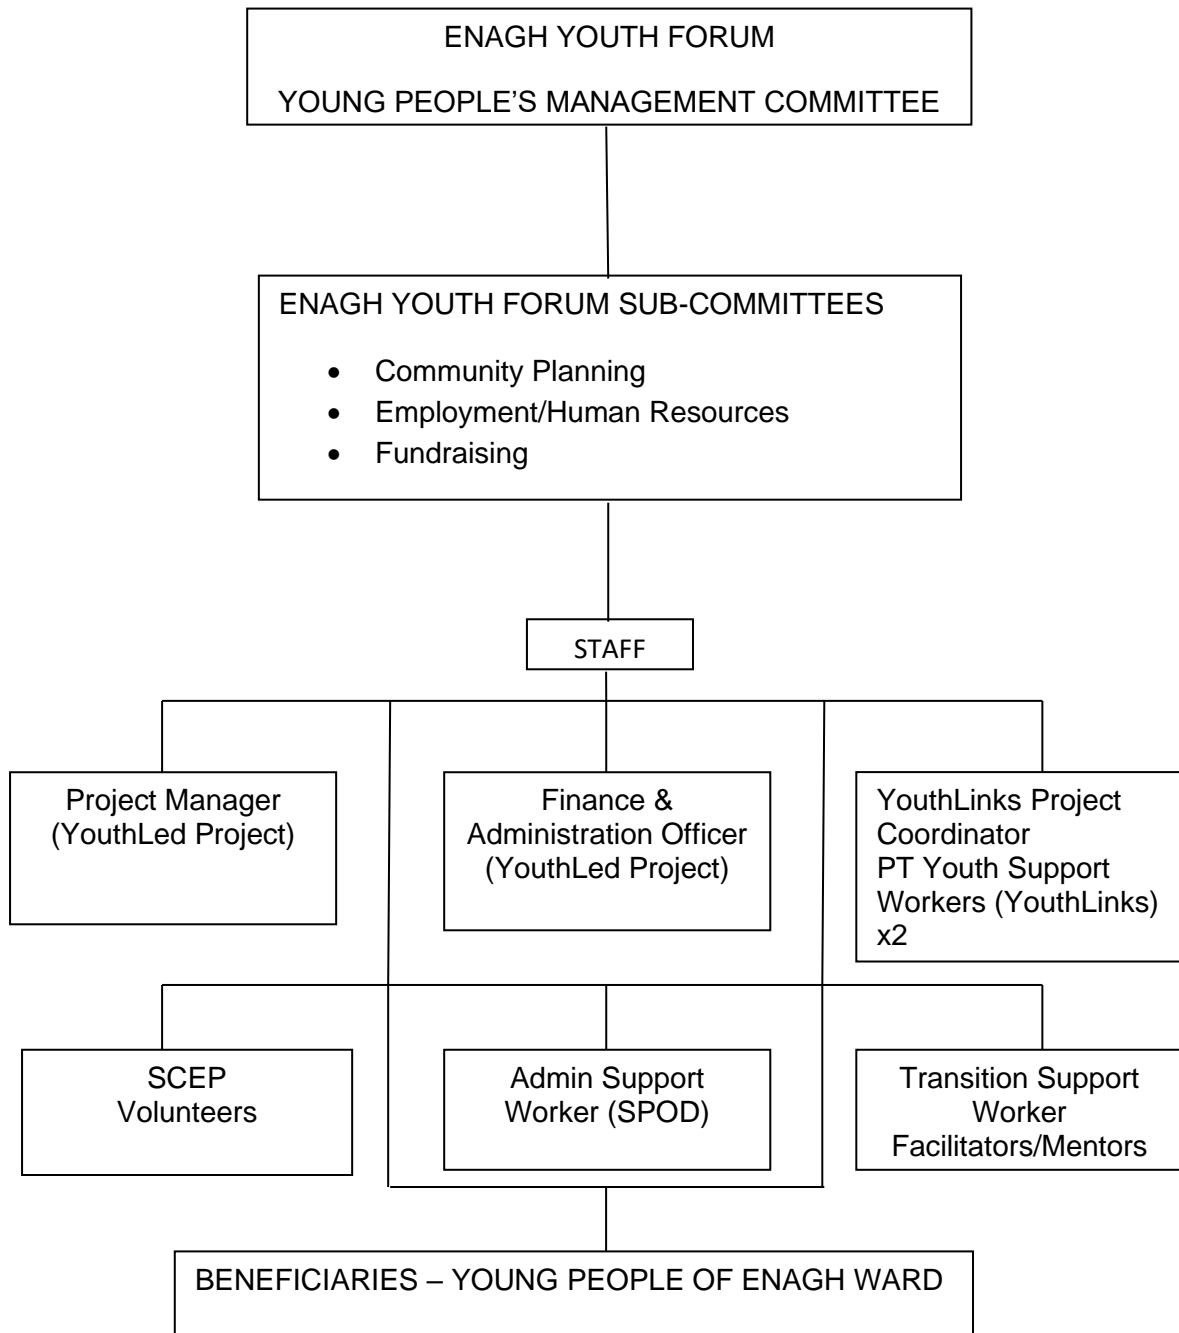 ENAGH YOUTH FORUM
YOUNG PEOPLE’S MANAGEMENT COMMITTEE
ENAGH YOUTH FORUM SUB-COMMITTEES
• Community Planning
• Employment/Human Resources
• Fundraising
STAFF
Project Manager
(YouthLed Project)
Finance &
Administration Officer
(YouthLed Project)
YouthLinks Project
Coordinator
PT Youth Support
Workers (YouthLinks)
x2
SCEP
Volunteers
Admin Support
Worker (SPOD)
Transition Support
Worker
Facilitators/Mentors
BENEFICIARIES – YOUNG PEOPLE OF ENAGH WARD